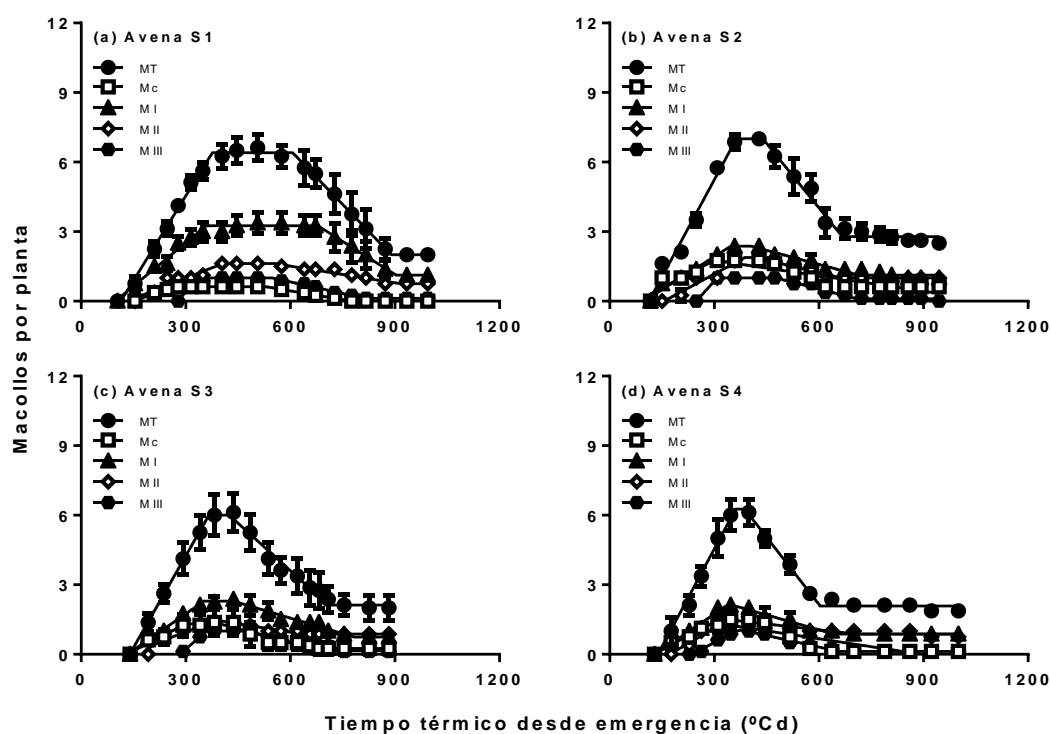 Macollos por planta
12
9
6
3
0
(a) Avena S1
MT
Mc
M I
M II
M III
0 300 600 900 1200
12
9
6
3
0
(b) Avena S2
MT
Mc
M I
M II
M III
0 300 600 900 1200
12
9
6
3
0
(c) Avena S3
MT
Mc
M I
M II
M III
0 300 600 900 1200
12
9
6
3
0
(d) Avena S4
MT
Mc
M I
M II
M III
0 300 600 900 1200
Tiempo térmico desde emergencia (ºCd)